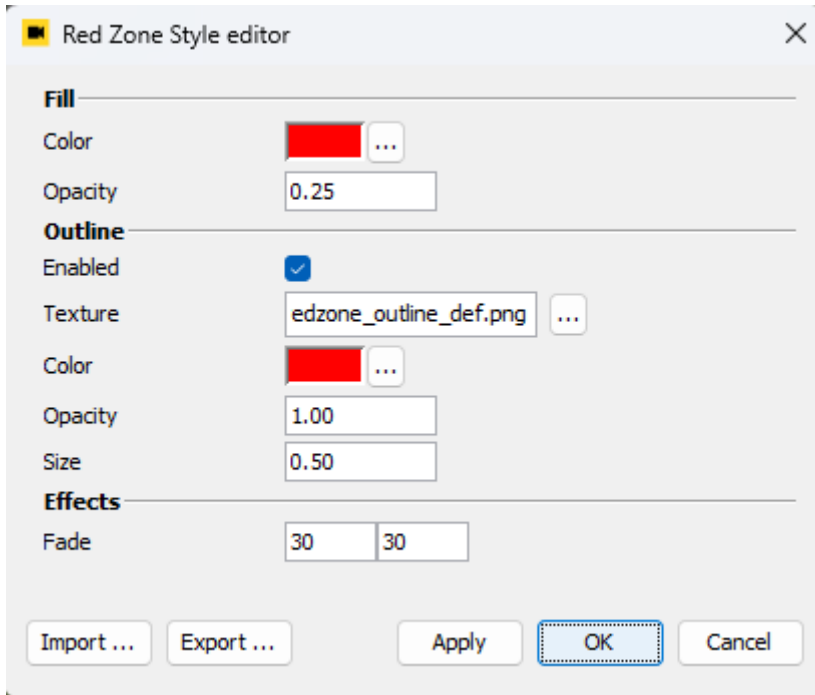 Red Zone Style editor
Fill
Color ...
Opacity 0.25
Outline
Enabled
Texture edzone_outline_def.png ...
Color ...
Opacity 1.00
Size 0.50
Effects
Fade 30 30
Import ... Export ... Apply OK Cancel